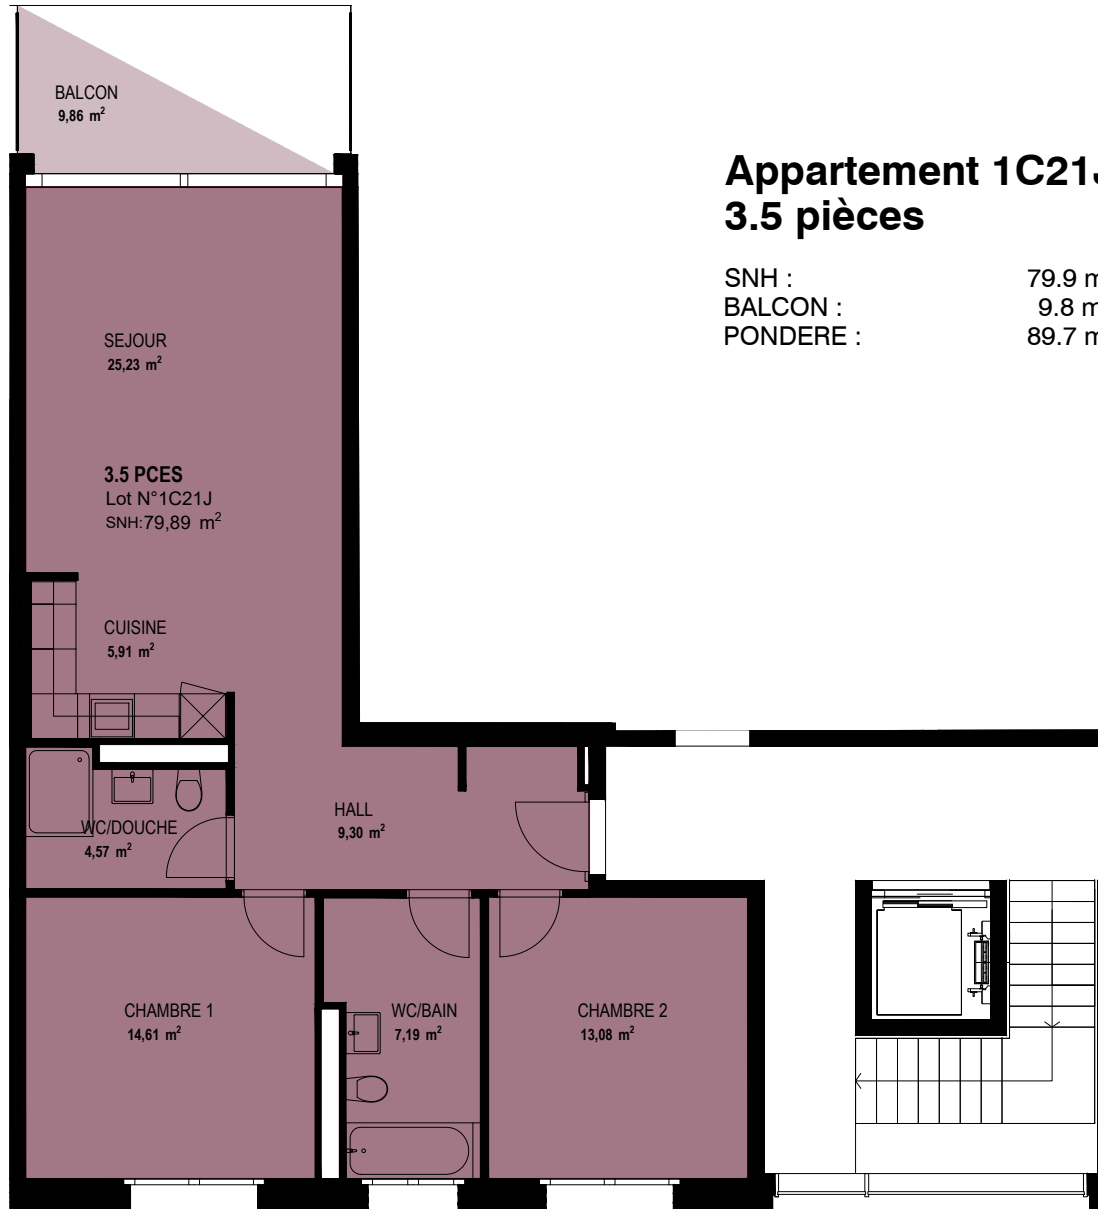 BALCON
9,86 m²
Appartement 1C21J
3.5 pièces
SNH : 79.9 m
BALCON : 9.8 m
PONDERE : 89.7 m
SEJOUR
25,23 m²
3.5 PCES
Lot N°1C21J
SNH:79,89 m²
CUISINE
5,91 m²
HALL
9,30 m²
WC/DOUCHE
4,57 m²
CHAMBRE 1
14,61 m²
WC/BAIN
7,19 m²
CHAMBRE 2
13,08 m²